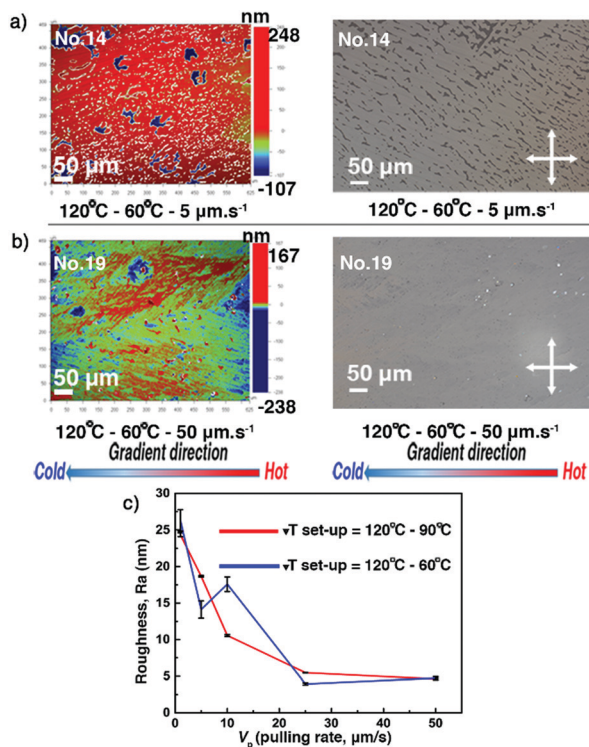 a)
No.14
50 µm
nm
248
-107
120°C - 60°C - 5 µm.s⁻¹
No.14
50 µm
120°C - 60°C - 5 µm.s⁻¹
b)
No.19
50 µm
nm
167
-238
120°C - 60°C - 50 µm.s⁻¹
Gradient direction
Cold
Hot
No.19
50 µm
120°C - 60°C - 50 µm.s⁻¹
Gradient direction
Cold
Hot
c)
▾T set-up = 120°C - 90°C
▾T set-up = 120°C - 60°C
Roughness, Ra (nm)
30
25
20
15
10
5
0
0 10 20 30 40 50
Vp (pulling rate, µm/s)